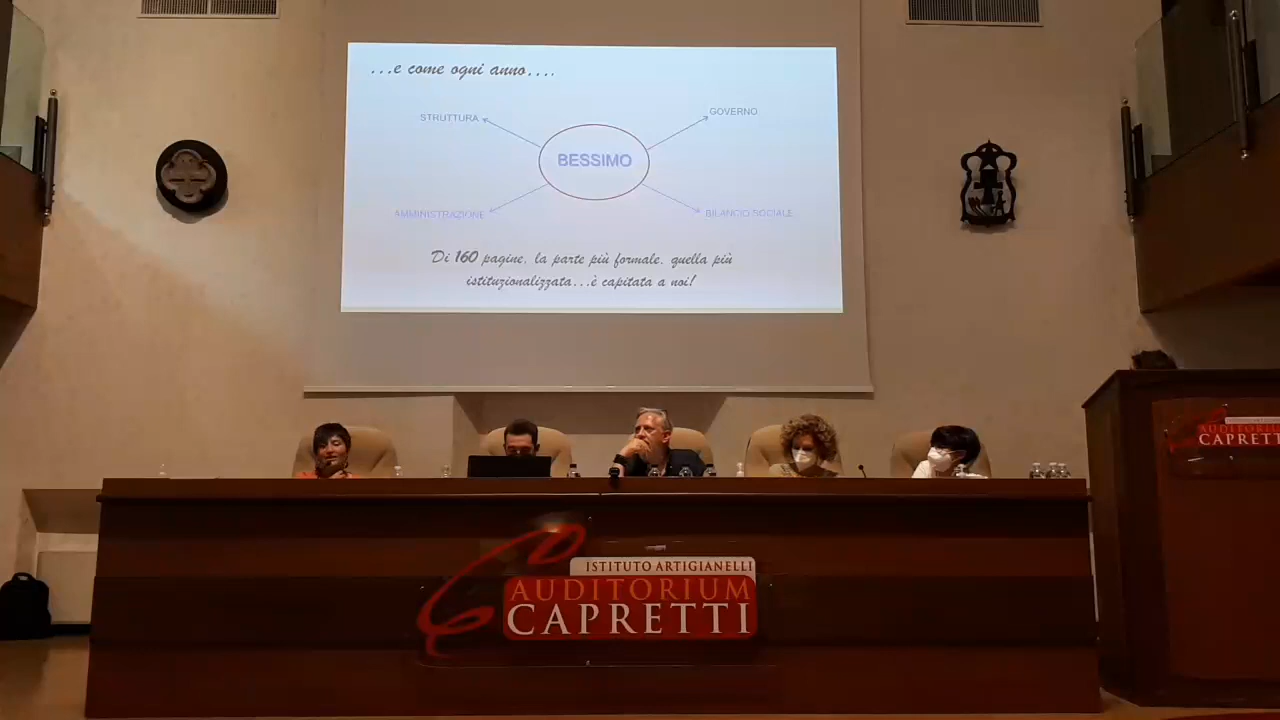 ...e come ogni anno....
STRUTTURA
GOVERNO
BESSIMO
AMMINISTRAZIONE
BILANCIO SOCIALE
Di 160 pagine, la parte più formale, quella più
istituzionalizzata...è capitata a noi!
ISTITUTO ARTIGIANELLI
AUDITORIUM
CAPRETTI
AUDITORIUM
CAPRETTI